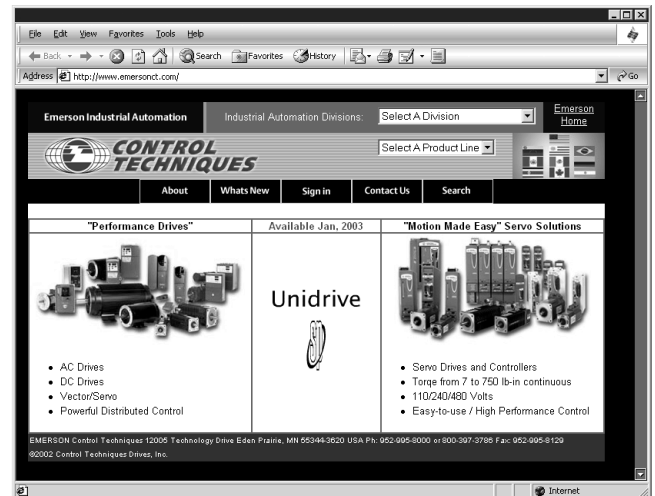 File Edit View Favorites Tools Help
Back Search Favorites History
Address http://www.emersonct.com/ Go
Emerson Industrial Automation Industrial Automation Divisions: Select A Division Emerson Home
CONTROL TECHNIQUES Select A Product Line
About Whats New Sign in Contact Us Search
"Performance Drives" Available Jan, 2003 "Motion Made Easy" Servo Solutions
Unidrive
SP
• AC Drives
• DC Drives
• Vector/Servo
• Powerful Distributed Control
• Servo Drives and Controllers
• Torqe from 7 to 750 lb-in continuous
• 110/240/480 Volts
• Easy-to-use / High Performance Control
EMERSON Control Techniques 12005 Technology Drive Eden Prairie, MN 55344-3620 USA Ph: 952-995-8000 or 800-397-3786 Fax: 952-995-8129
©2002 Control Techniques Drives, Inc.
Internet